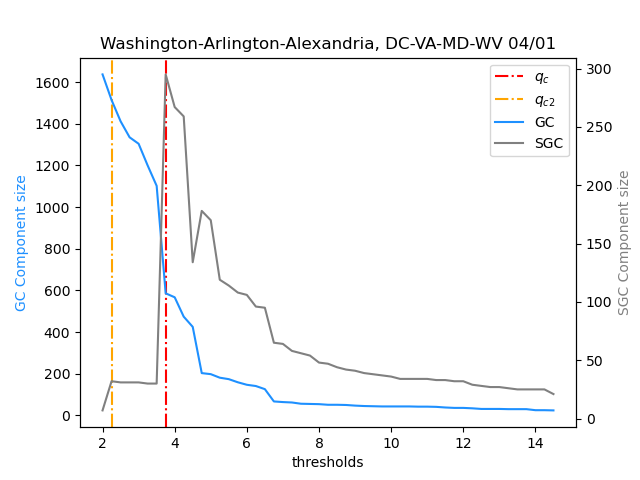 Washington-Arlington-Alexandria, DC-VA-MD-WV 04/01
1600
1400
1200
1000
800
600
400
200
0
GC Component size
300
250
200
150
100
50
0
SGC Component size
q_c
q_{c2}
GC
SGC
2 4 6 8 10 12 14
thresholds